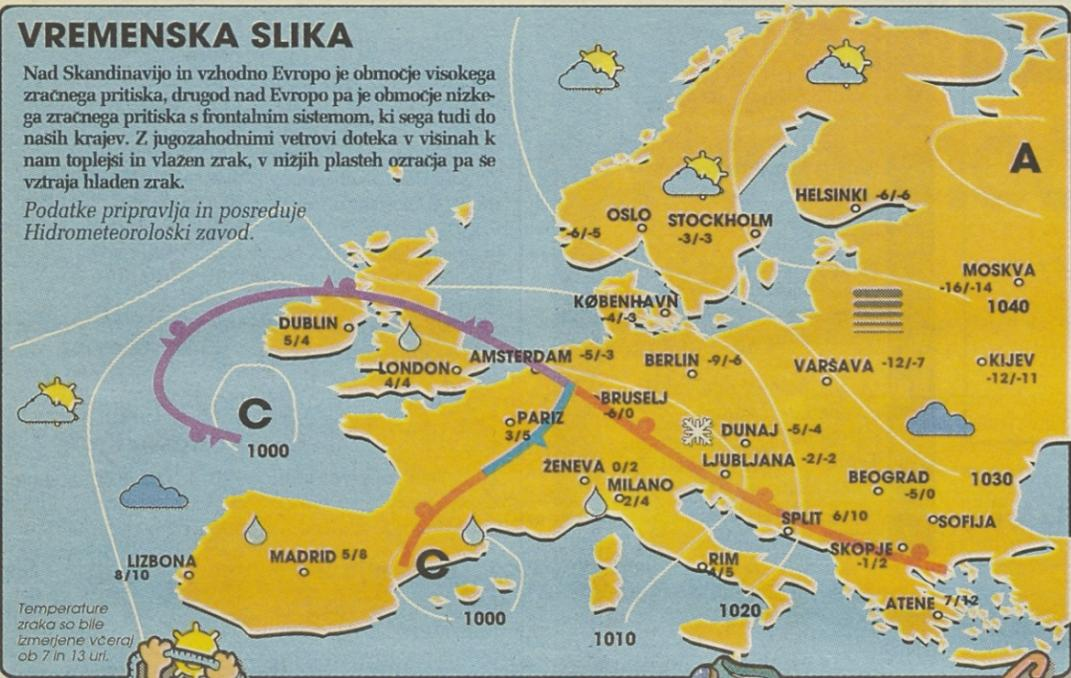 VREMENSKA SLIKA
Nad Skandinavijo in vzhodno Evropo je območje visokega
zračnega pritiska, drugod nad Evropo pa je območje nizke-
ga zračnega pritiska s frontalnim sistemom, ki sega tudi do
naših krajev. Z jugozahodnimi vetrovi doteka v višinah k
nam toplejši in vlažen zrak, v nižjih plasteh ozračja pa še
vztraja hladen zrak.
Podatke pripravlja in posreduje
Hidrometeorološki zavod.
A
HELSINKI -6/-6
OSLO
-6/-5
STOCKHOLM
-3/-3
MOSKVA
-16/-14
1040
KØBENHAVN
-4/-3
DUBLIN
5/4
LONDON
4/4
AMSTERDAM -5/-3
BERLIN -9/-6
VARŠAVA -12/-7
KIJEV
-12/-11
C
1000
BRUSELJ
-6/0
PARIZ
3/5
DUNAJ -5/-4
ŽENEVA 0/2
LJUBLJANA -2/-2
MILANO
-2/4
BEOGRAD
-5/0
1030
SPLIT 6/10
SOFIJA
SKOPJE
-1/2
LIZBONA
8/10
MADRID 5/8
C
1000
RIM
/5
1020
1010
ATENE 7/12
Temperature
zraka so bile
izmerjene včeraj
ob 7 in 13 uri.